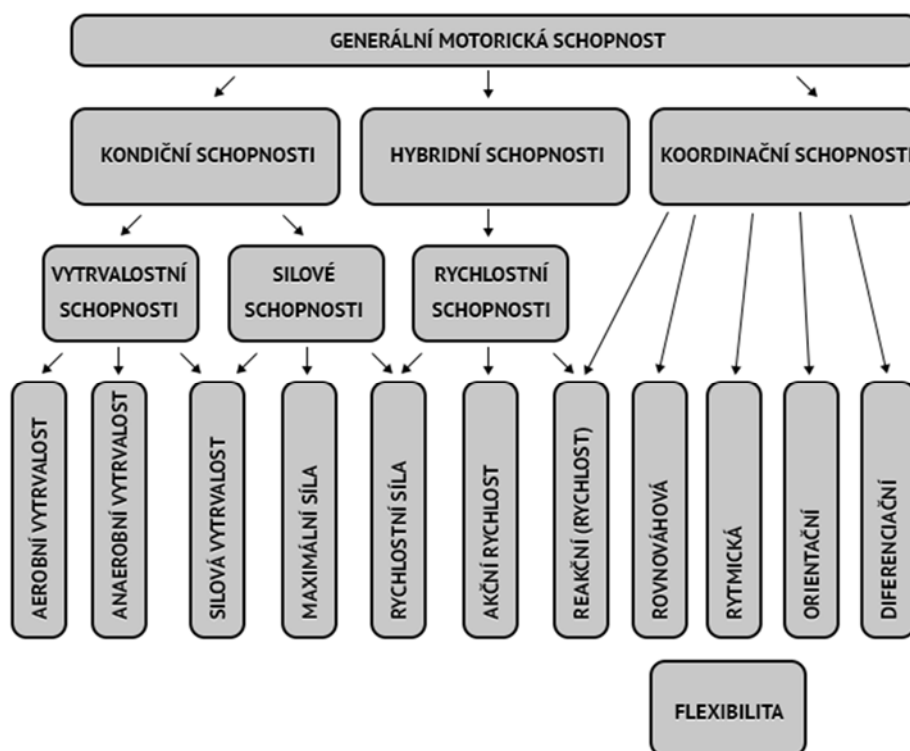 GENERÁLNÍ MOTORICKÁ SCHOPNOST
KONDIČNÍ SCHOPNOSTI
HYBRIDNÍ SCHOPNOSTI
KOORDINAČNÍ SCHOPNOSTI
VYTRVALOSTNÍ
SCHOPNOSTI
SILOVÉ
SCHOPNOSTI
RYCHLOSTNÍ
SCHOPNOSTI
AEROBNÍ VYTRVALOST
ANAEROBNÍ VYTRVALOST
SILOVÁ VYTRVALOST
MAXIMÁLNÍ SÍLA
RYCHLOSTNÍ SÍLA
AKČNÍ RYCHLOST
REAKČNÍ (RYCHLOST)
ROVNOVÁHOVÁ
RYTMICKÁ
ORIENTAČNÍ
DIFERENCIAČNÍ
FLEXIBILITA